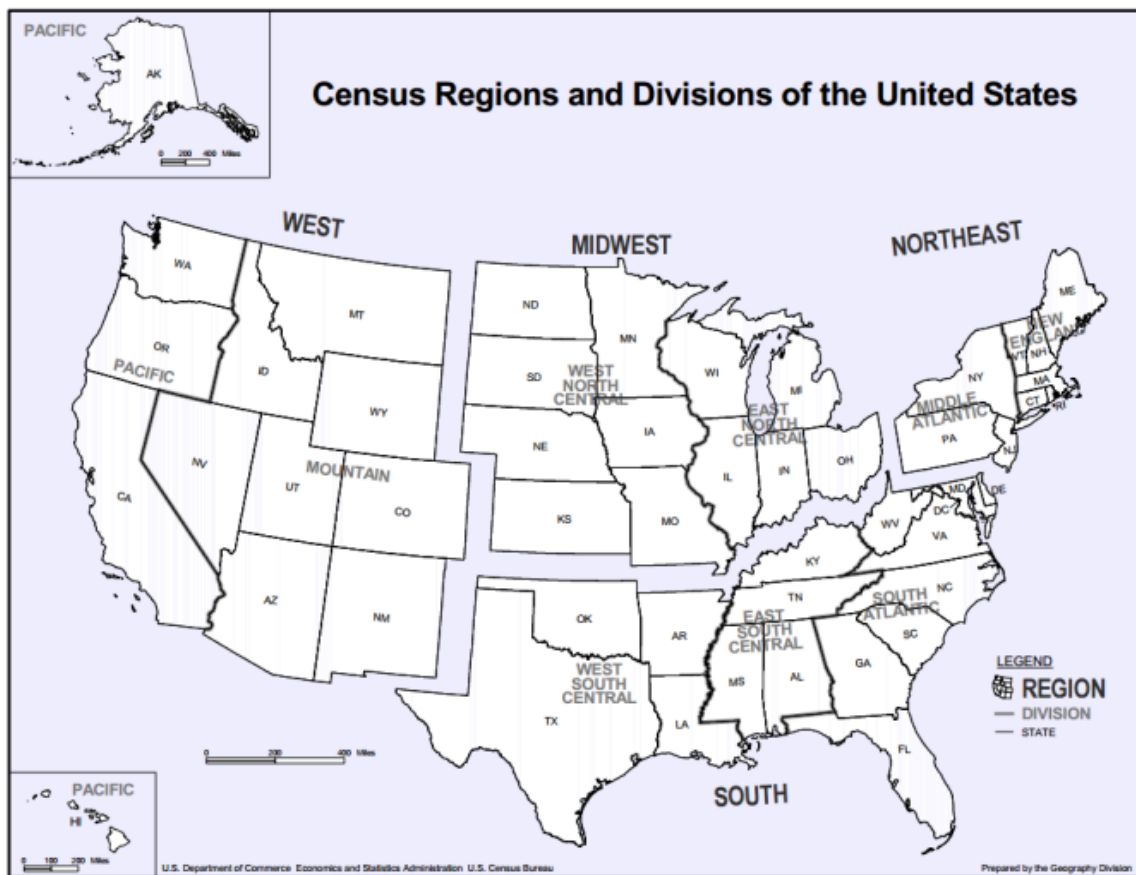 PACIFIC
AK
0 200 400 Miles
Census Regions and Divisions of the United States
WEST
MIDWEST
NORTHEAST
WA
MT
ND
MN
ME
OR
ID
SD
WI
MI
NEW
ENGLAND
VT
NH
NY
MA
PACIFIC
WY
WEST
NORTH
CENTRAL
EAST
NORTH
CENTRAL
MIDDLE
ATLANTIC
CT
RI
IA
NE
PA
NJ
NV
UT
MOUNTAIN
CO
IL
IN
OH
CA
KS
MO
MD
DE
DC
WV
VA
KY
AZ
NM
OK
AR
TN
NC
SOUTH
ATLANTIC
EAST
SOUTH
CENTRAL
SC
WEST
SOUTH
CENTRAL
MS
AL
GA
TX
LA
FL
LEGEND
REGION
DIVISION
STATE
0 200 400 Miles
SOUTH
PACIFIC
HI
0 100 200 Miles
U.S. Department of Commerce Economics and Statistics Administration U.S. Census Bureau
Prepared by the Geography Division